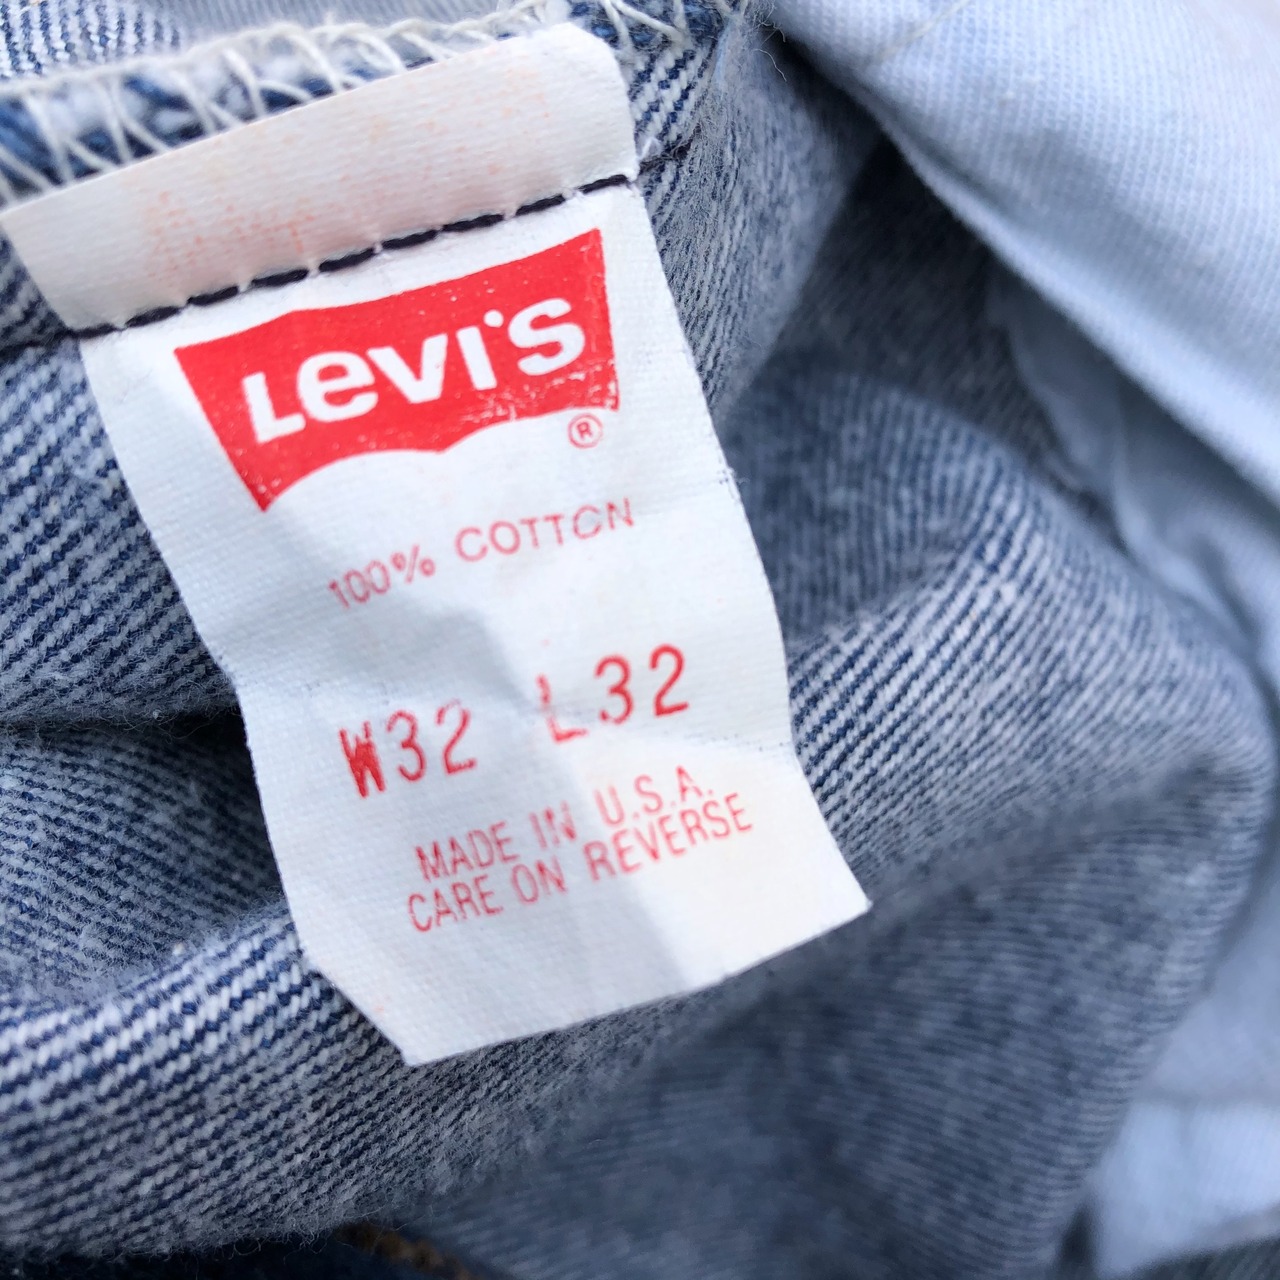 Levi's
®
100% COTTON
W32 L32
MADE IN U.S.A.
CARE ON REVERSE